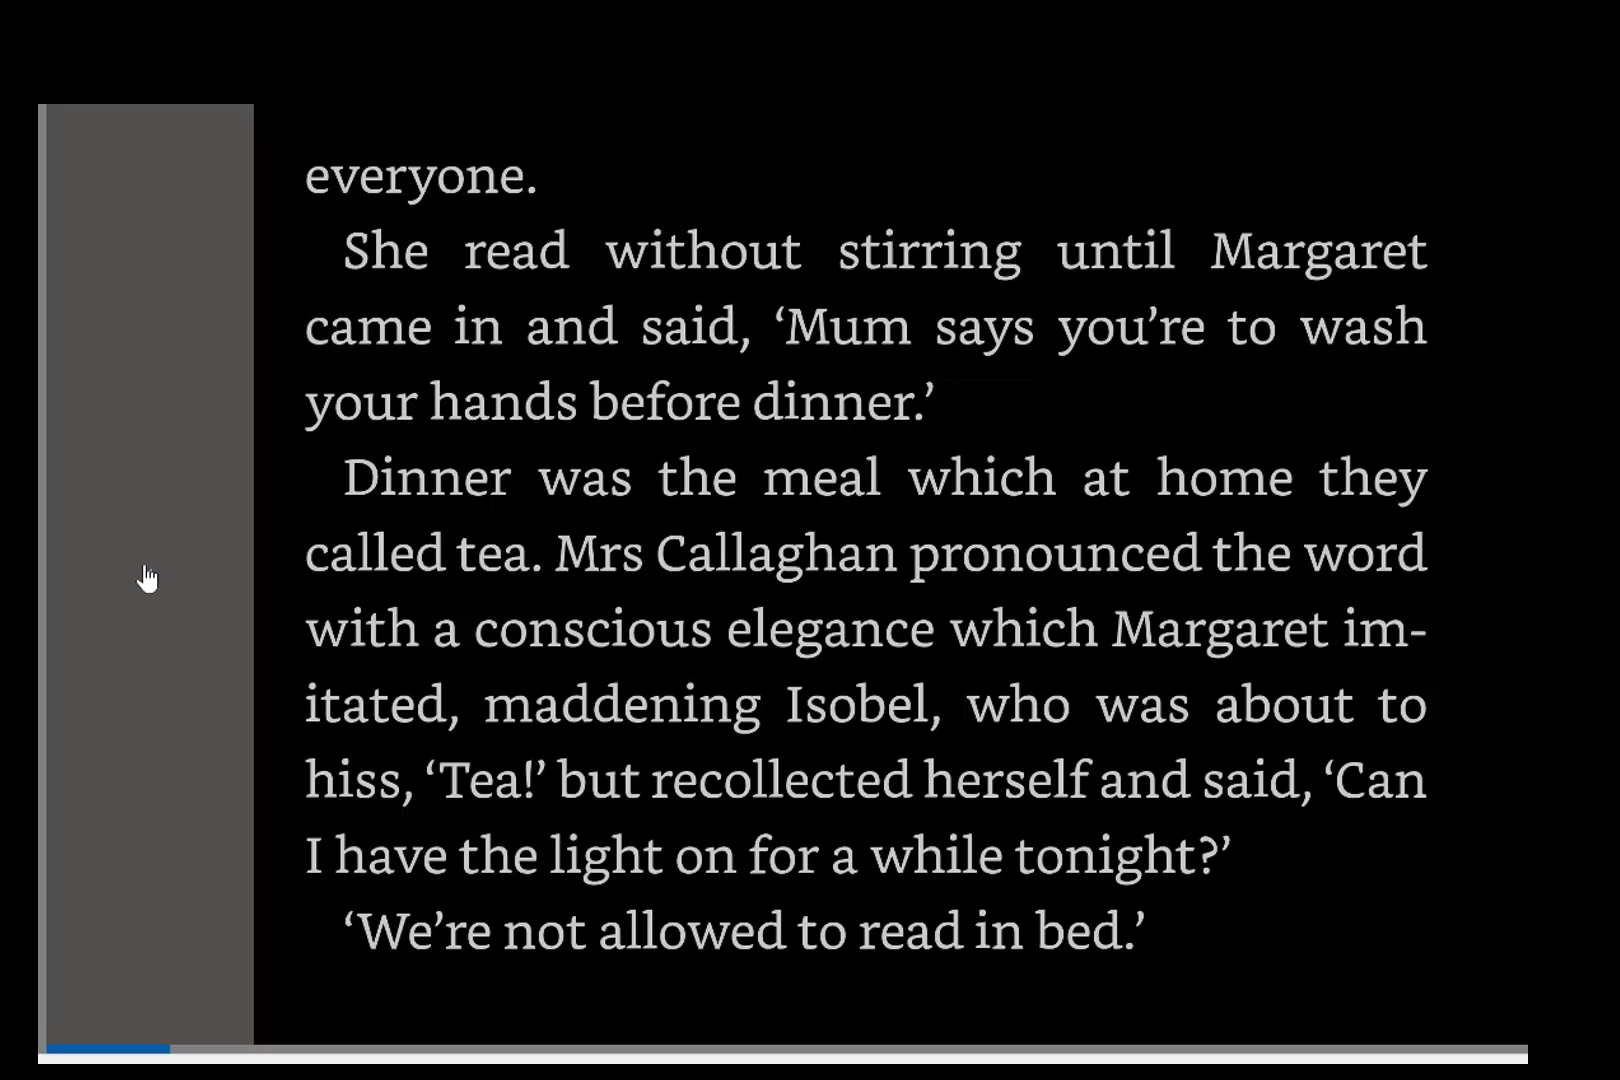 everyone.
She read without stirring until Margaret
came in and said, ‘Mum says you’re to wash
your hands before dinner.’
Dinner was the meal which at home they
called tea. Mrs Callaghan pronounced the word
with a conscious elegance which Margaret im-
itated, maddening Isobel, who was about to
hiss, ‘Tea!’ but recollected herself and said, ‘Can
I have the light on for a while tonight?’
‘We’re not allowed to read in bed.’